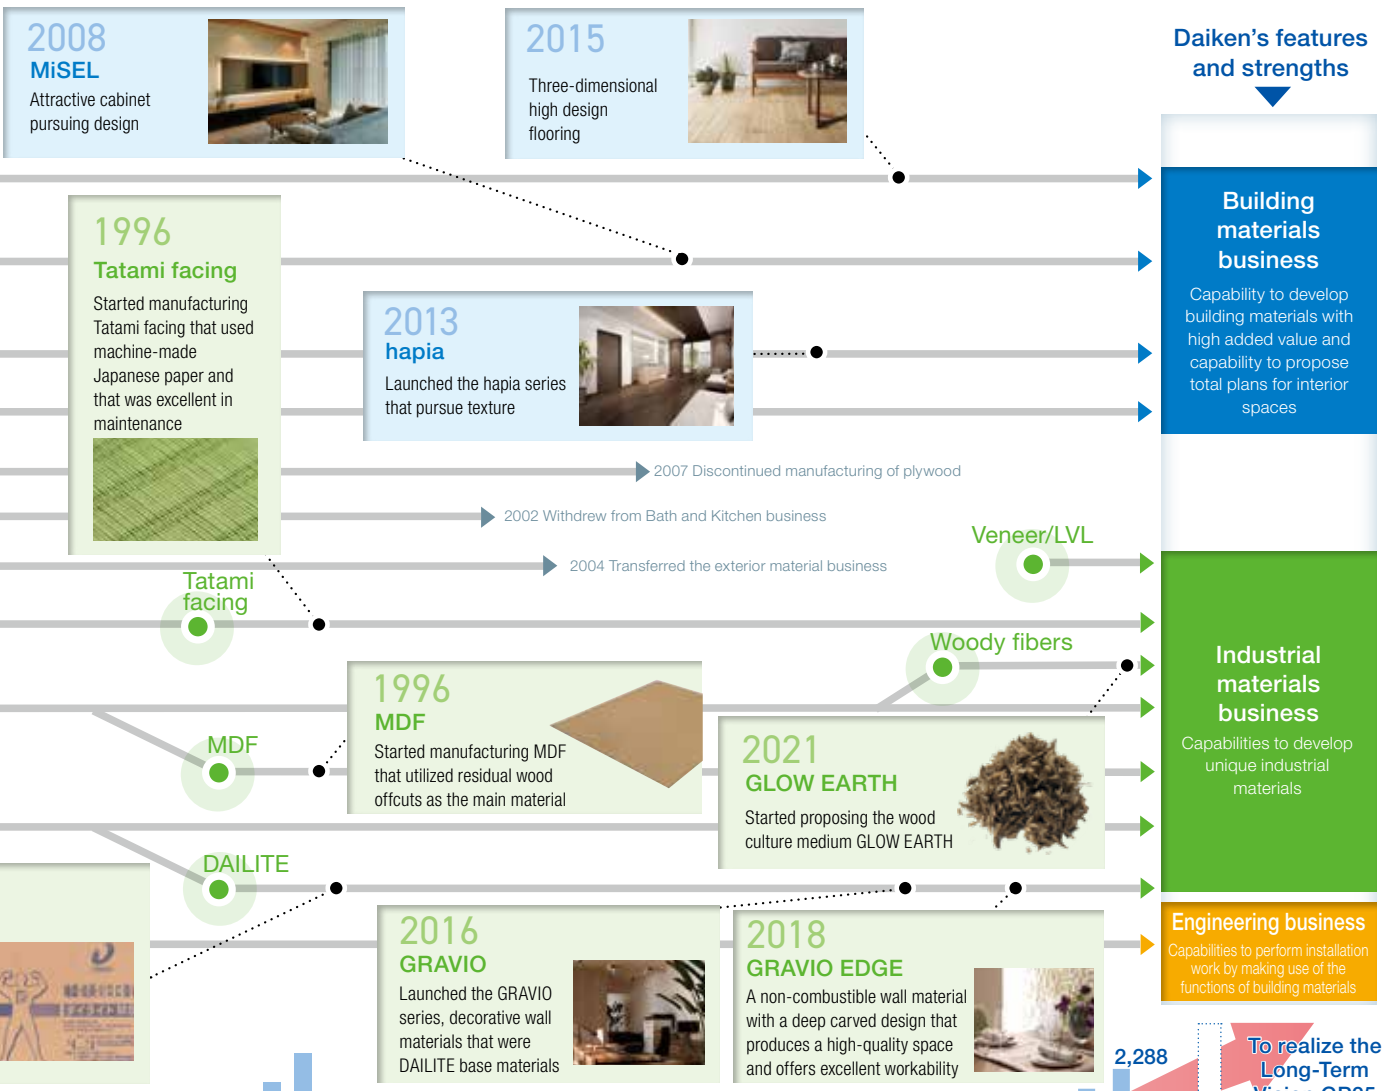 2008
MiSEL
Attractive cabinet
pursuing design
2015
Three-dimensional
high design
flooring
Daiken's features
and strengths
1996
Tatami facing
Started manufacturing
Tatami facing that used
machine-made
Japanese paper and
that was excellent in
maintenance
2013
hapia
Launched the hapia series
that pursue texture
Building
materials
business
Capability to develop
building materials with
high added value and
capability to propose
total plans for interior
spaces
2007 Discontinued manufacturing of plywood
2002 Withdrew from Bath and Kitchen business
2004 Transferred the exterior material business
Veneer/LVL
Tatami
facing
Woody fibers
1996
MDF
Started manufacturing MDF
that utilized residual wood
offcuts as the main material
MDF
2021
GLOW EARTH
Started proposing the wood
culture medium GLOW EARTH
Industrial
materials
business
Capabilities to develop
unique industrial
materials
DAILITE
2016
GRAVIO
Launched the GRAVIO
series, decorative wall
materials that were
DAILITE base materials
2018
GRAVIO EDGE
A non-combustible wall material
with a deep carved design that
produces a high-quality space
and offers excellent workability
Engineering business
Capabilities to perform installation
work by making use of the
functions of building materials
2,288
To realize the
Long-Term